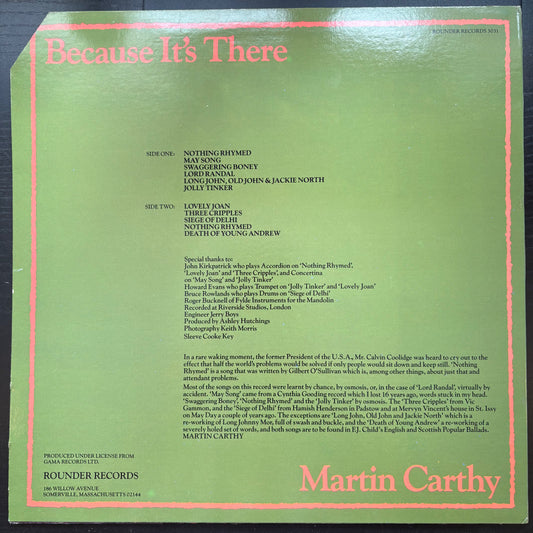 Because It's There
ROUNDER RECORDS 3031
SIDE ONE: NOTHING RHYMED
MAY SONG
SWAGGERING BONEY
LORD RANDAL
LONG JOHN, OLD JOHN & JACKIE NORTH
JOLLY TINKER
SIDE TWO: LOVELY JOAN
THREE CRIPPLES
SIEGE OF DELHI
NOTHING RHYMED
DEATH OF YOUNG ANDREW
Special thanks to:
John Kirkpatrick who plays Accordion on 'Nothing Rhymed',
'Lovely Joan' and 'Three Cripples', and Concertina
on 'May Song' and 'Jolly Tinker'
Howard Evans who plays Trumpet on 'Jolly Tinker' and 'Lovely Joan'
Bruce Rowlands who plays Drums on 'Siege of Delhi'
Roger Bucknell of Fylde Instruments for the Mandolin
Recorded at Riverside Studios, London
Engineer Jerry Boys
Produced by Ashley Hutchings
Photography Keith Morris
Sleeve Cooke Key
In a rare waking moment, the former President of the U.S.A., Mr. Calvin Coolidge was heard to cry out to the
effect that half the world's problems would be solved if only people would sit down and keep still. 'Nothing
Rhymed' is a song that was written by Gilbert O'Sullivan which is, among other things, about just that and
attendant problems.
Most of the songs on this record were learnt by chance, by osmosis, or, in the case of 'Lord Randal', virtually by
accident. 'May Song' came from a Cynthia Gooding record which I lost 16 years ago, words stuck in my head.
'Swaggering Boney', 'Nothing Rhymed' and the 'Jolly Tinker' by osmosis. The 'Three Cripples' from Vic
Gammon, and the 'Siege of Delhi' from Hamish Henderson in Padstow and at Mervyn Vincent's house in St. Issy
on May Day a couple of years ago. The exceptions are 'Long John, Old John and Jackie North' which is a
re-working of Long Johnny Mor, full of swash and buckle, and the 'Death of Young Andrew' a re-working of a
severely holed set of words, and both songs are to be found in F.J. Child's English and Scottish Popular Ballads.
MARTIN CARTHY
PRODUCED UNDER LICENSE FROM
GAMA RECORDS LTD.
ROUNDER RECORDS
186 WILLOW AVENUE
SOMERVILLE, MASSACHUSETTS 02144
Martin Carthy